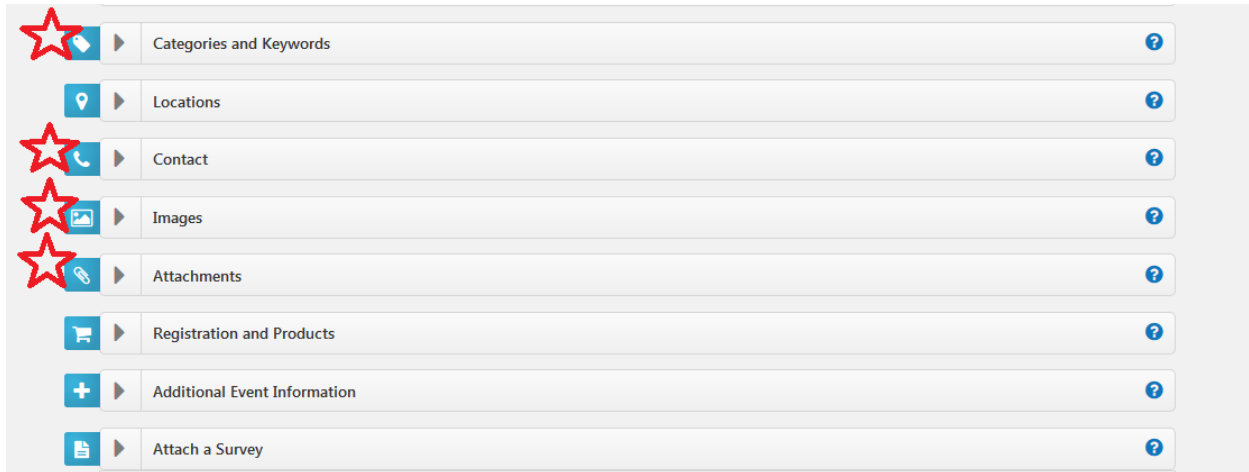 Categories and Keywords
Locations
Contact
Images
Attachments
Registration and Products
Additional Event Information
Attach a Survey